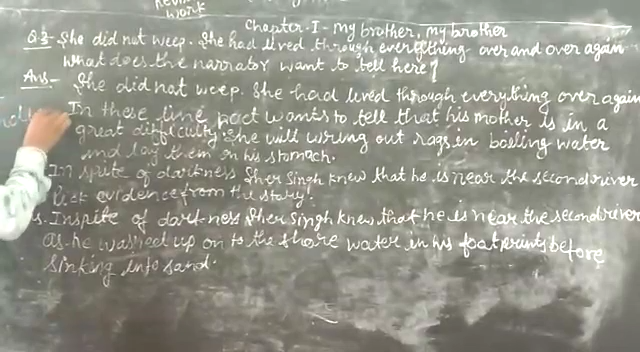 work
Chapter-I - my brother, my brother
Q.3- She did not weep. She had lived through everything over and over again
What does the narrator want to tell here?
Ans- She did not weep. She had lived through everything over again
In these line poet wants to tell that his mother is in a
great difficulty. She will wring out rags in boiling water
and lay them on his stomach.
In spite of darkness Sher Singh knew that he is near the second river
Pick evidence from the story.
s. Inspite of darkness Sher Singh knew that he is near the second river
as he washed up on to the shore water in his footprints before
sinking into sand.